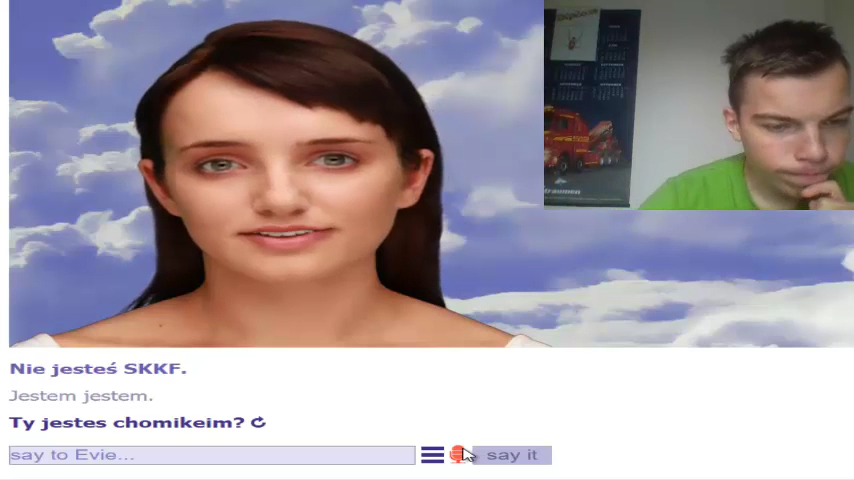 Nie jesteś SKKF.
Jestem jestem.
Ty jestes chomikeim?
say to Evie...
say it